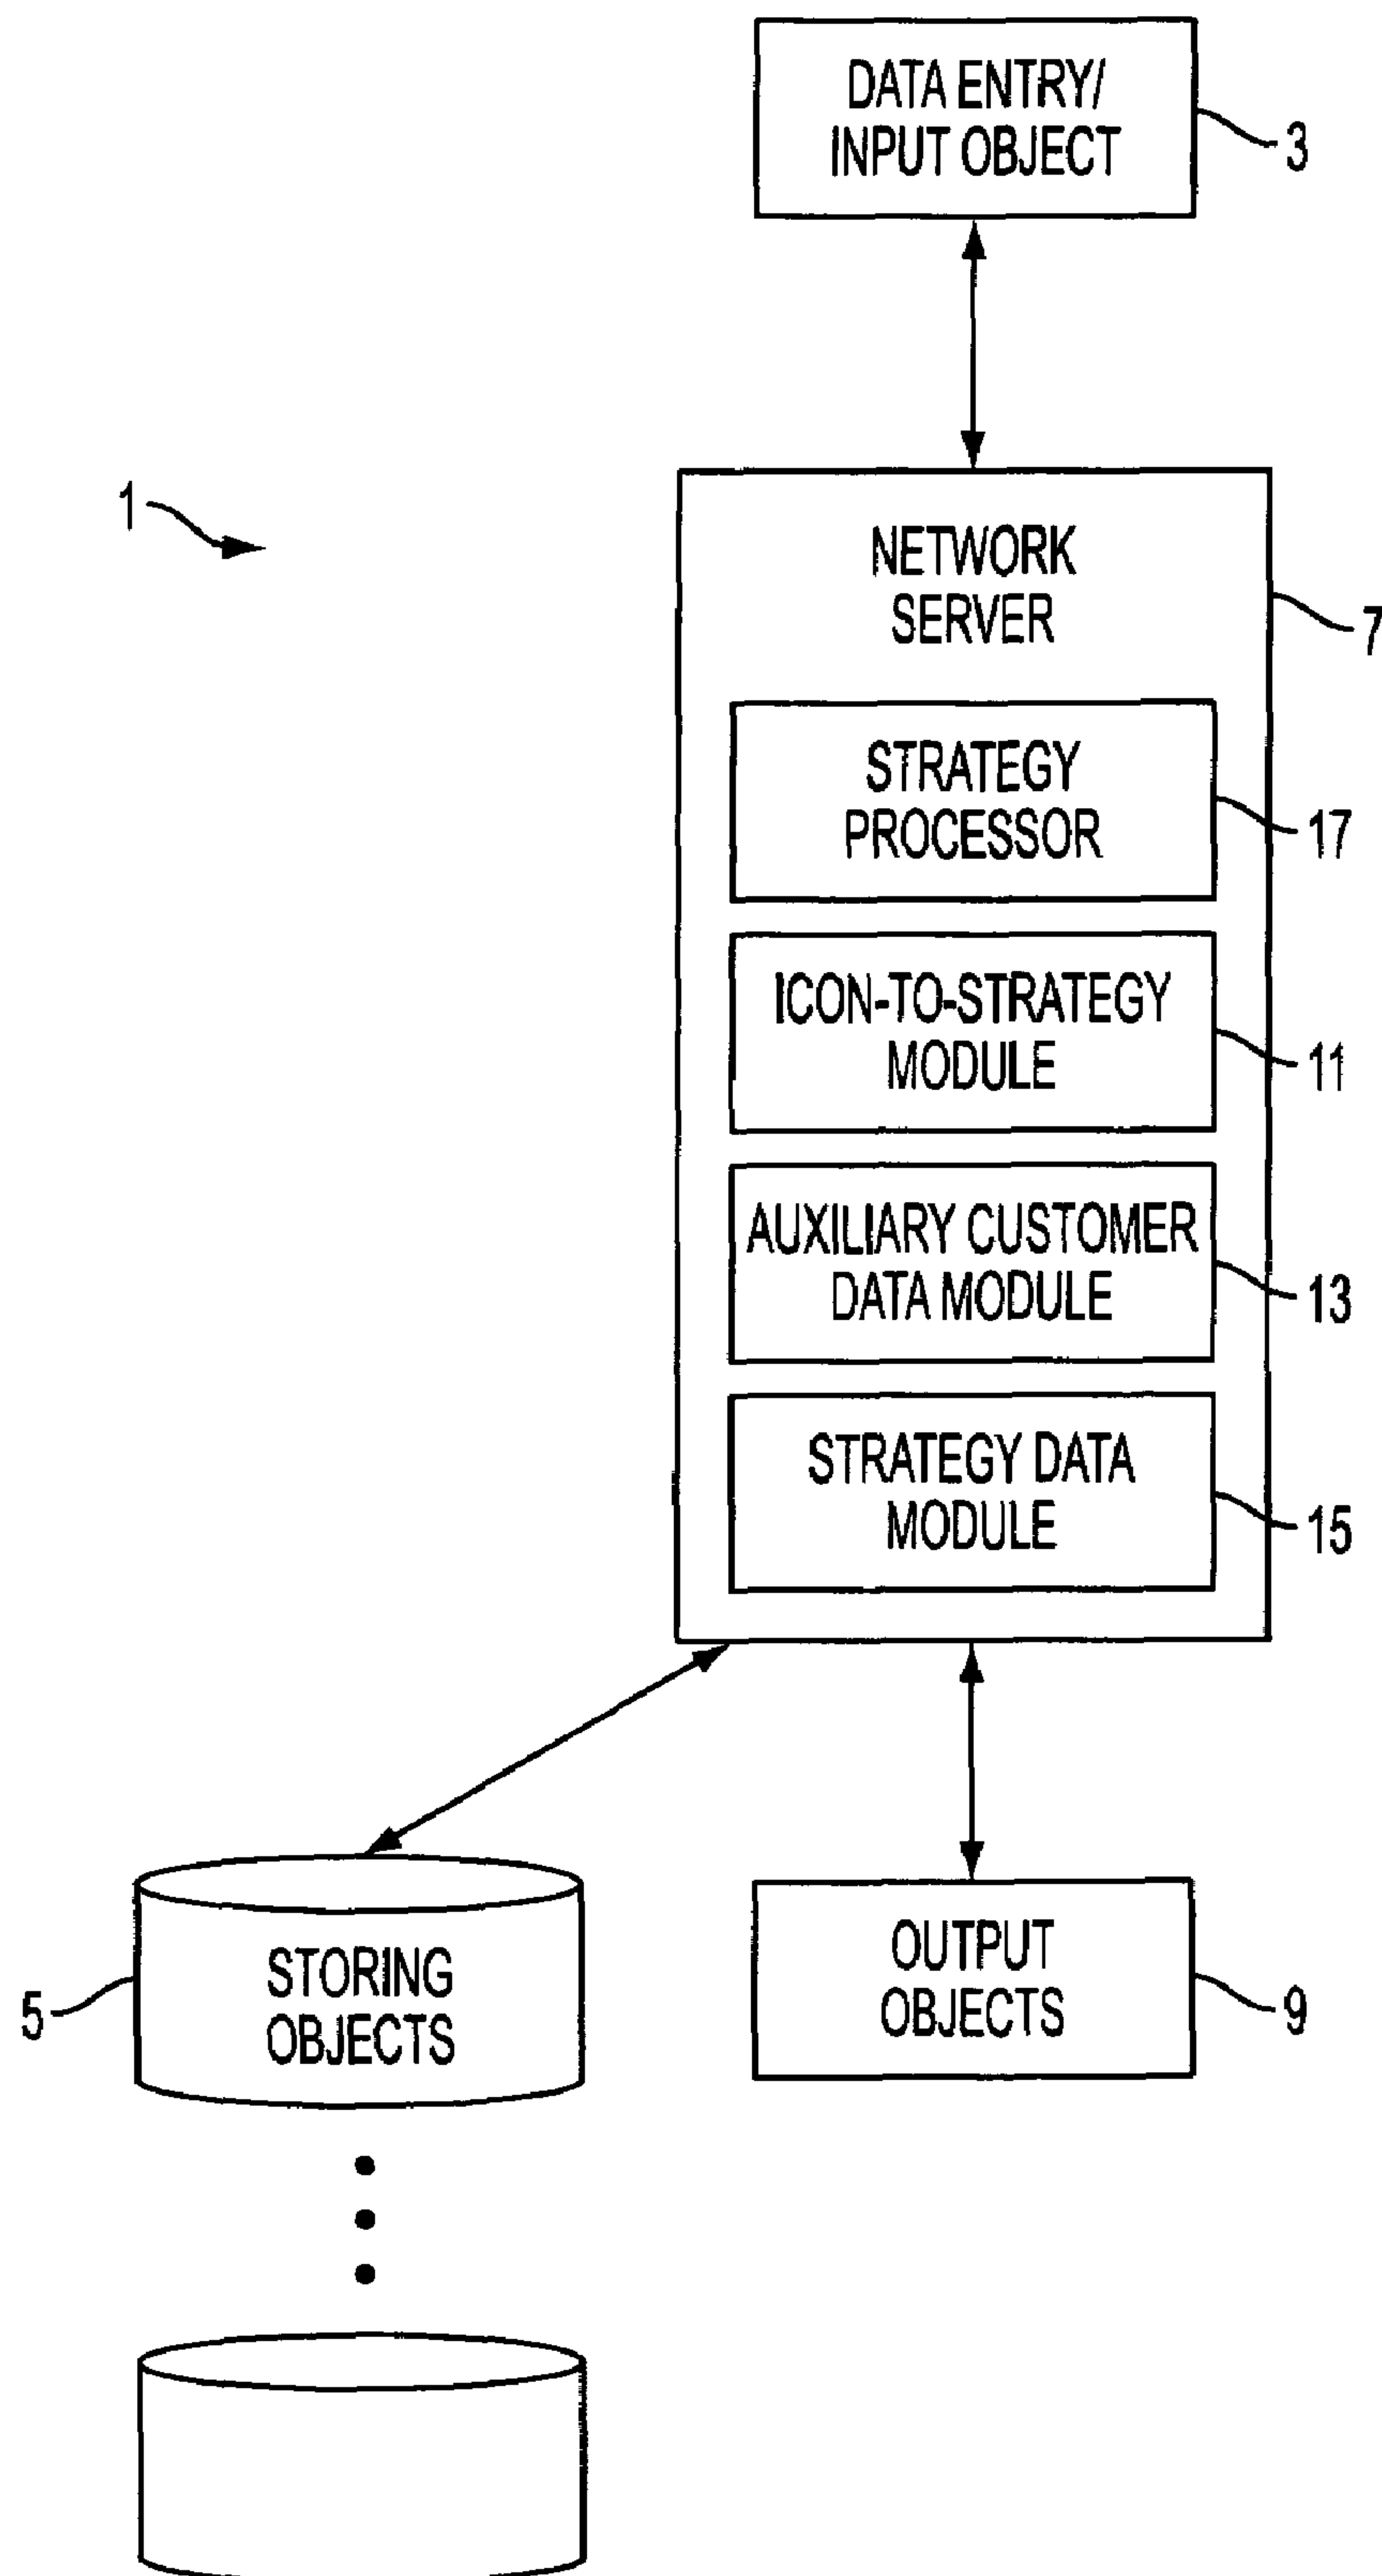 DATA ENTRY/
INPUT OBJECT
3
1
NETWORK
SERVER
7
STRATEGY
PROCESSOR
17
ICON-TO-STRATEGY
MODULE
11
AUXILIARY CUSTOMER
DATA MODULE
13
STRATEGY DATA
MODULE
15
STORING
OBJECTS
5
OUTPUT
OBJECTS
9